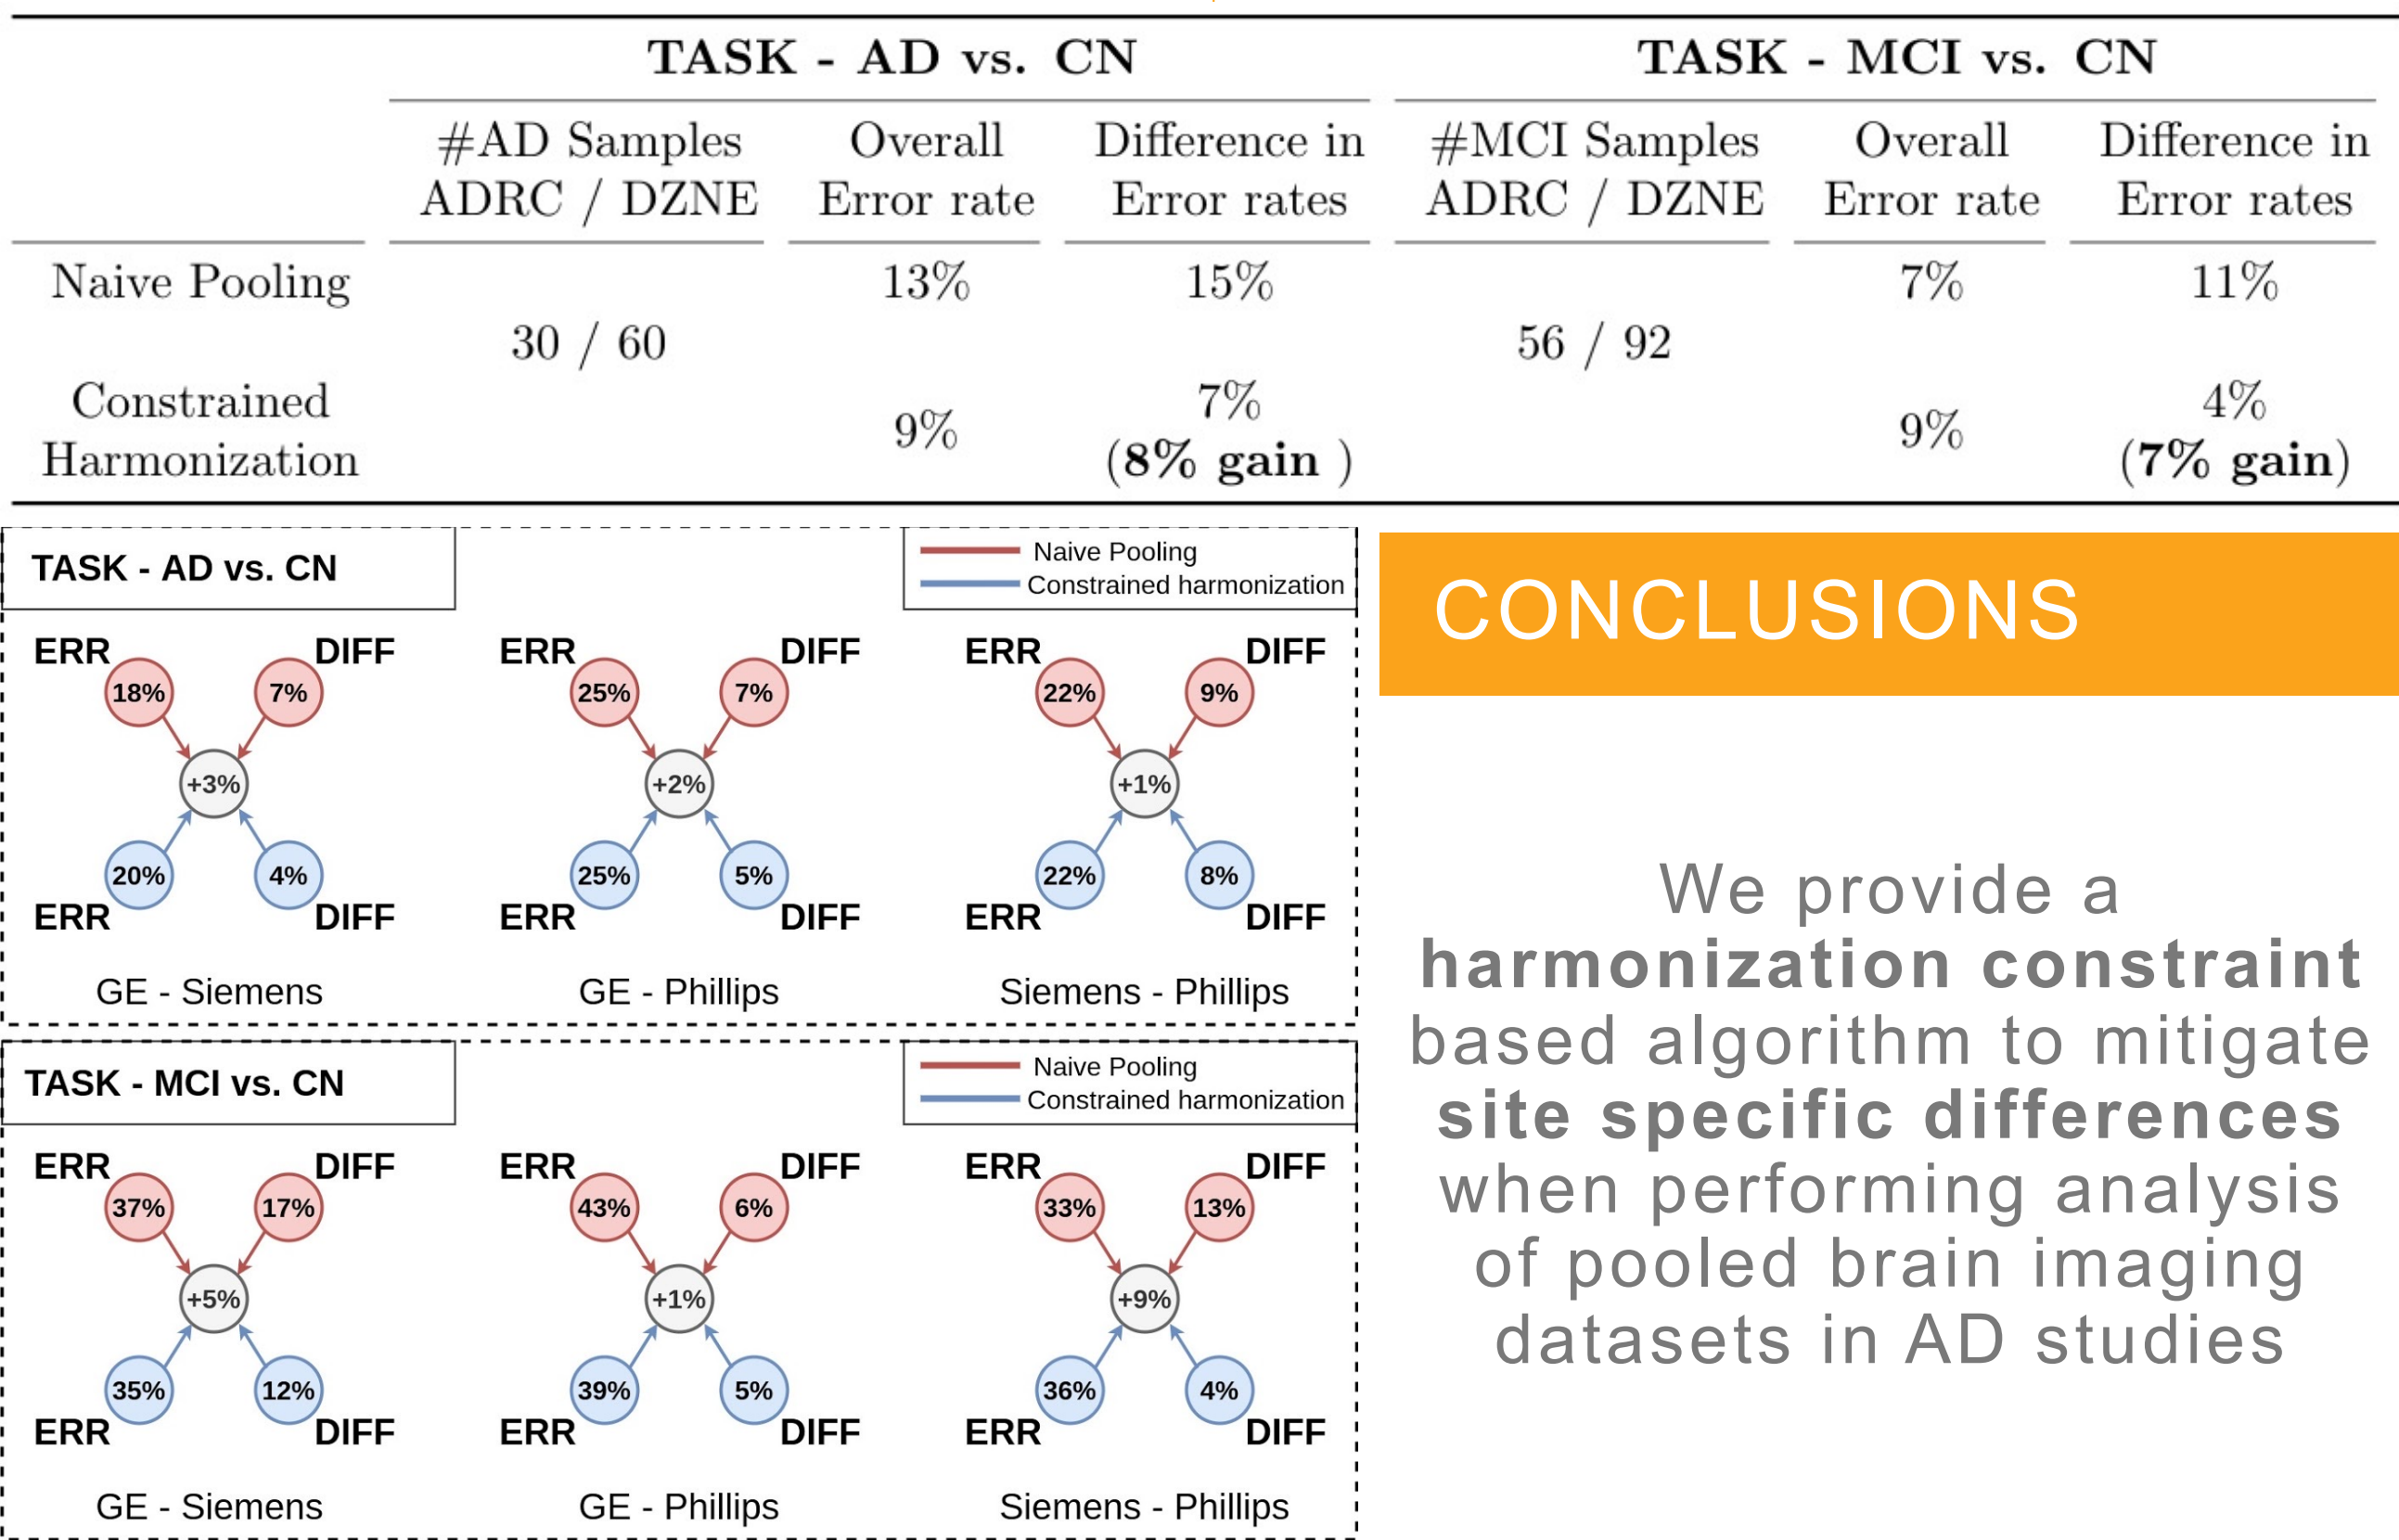 TASK - AD vs. CN TASK - MCI vs. CN
#AD Samples Overall Difference in #MCI Samples Overall Difference in
ADRC / DZNE Error rate Error rates ADRC / DZNE Error rate Error rates
Naive Pooling 13% 15% 7% 11%
30 / 60 56 / 92
Constrained 7% 4%
9% 9%
Harmonization (8% gain ) (7% gain)
TASK - AD vs. CN
Naive Pooling
Constrained harmonization
ERR DIFF ERR DIFF ERR DIFF
18% 7% 25% 7% 22% 9%
+3% +2% +1%
20% 4% 25% 5% 22% 8%
ERR DIFF ERR DIFF ERR DIFF
GE - Siemens GE - Phillips Siemens - Phillips
TASK - MCI vs. CN
Naive Pooling
Constrained harmonization
ERR DIFF ERR DIFF ERR DIFF
37% 17% 43% 6% 33% 13%
+5% +1% +9%
35% 12% 39% 5% 36% 4%
ERR DIFF ERR DIFF ERR DIFF
GE - Siemens GE - Phillips Siemens - Phillips
CONCLUSIONS
We provide a
harmonization constraint
based algorithm to mitigate
site specific differences
when performing analysis
of pooled brain imaging
datasets in AD studies